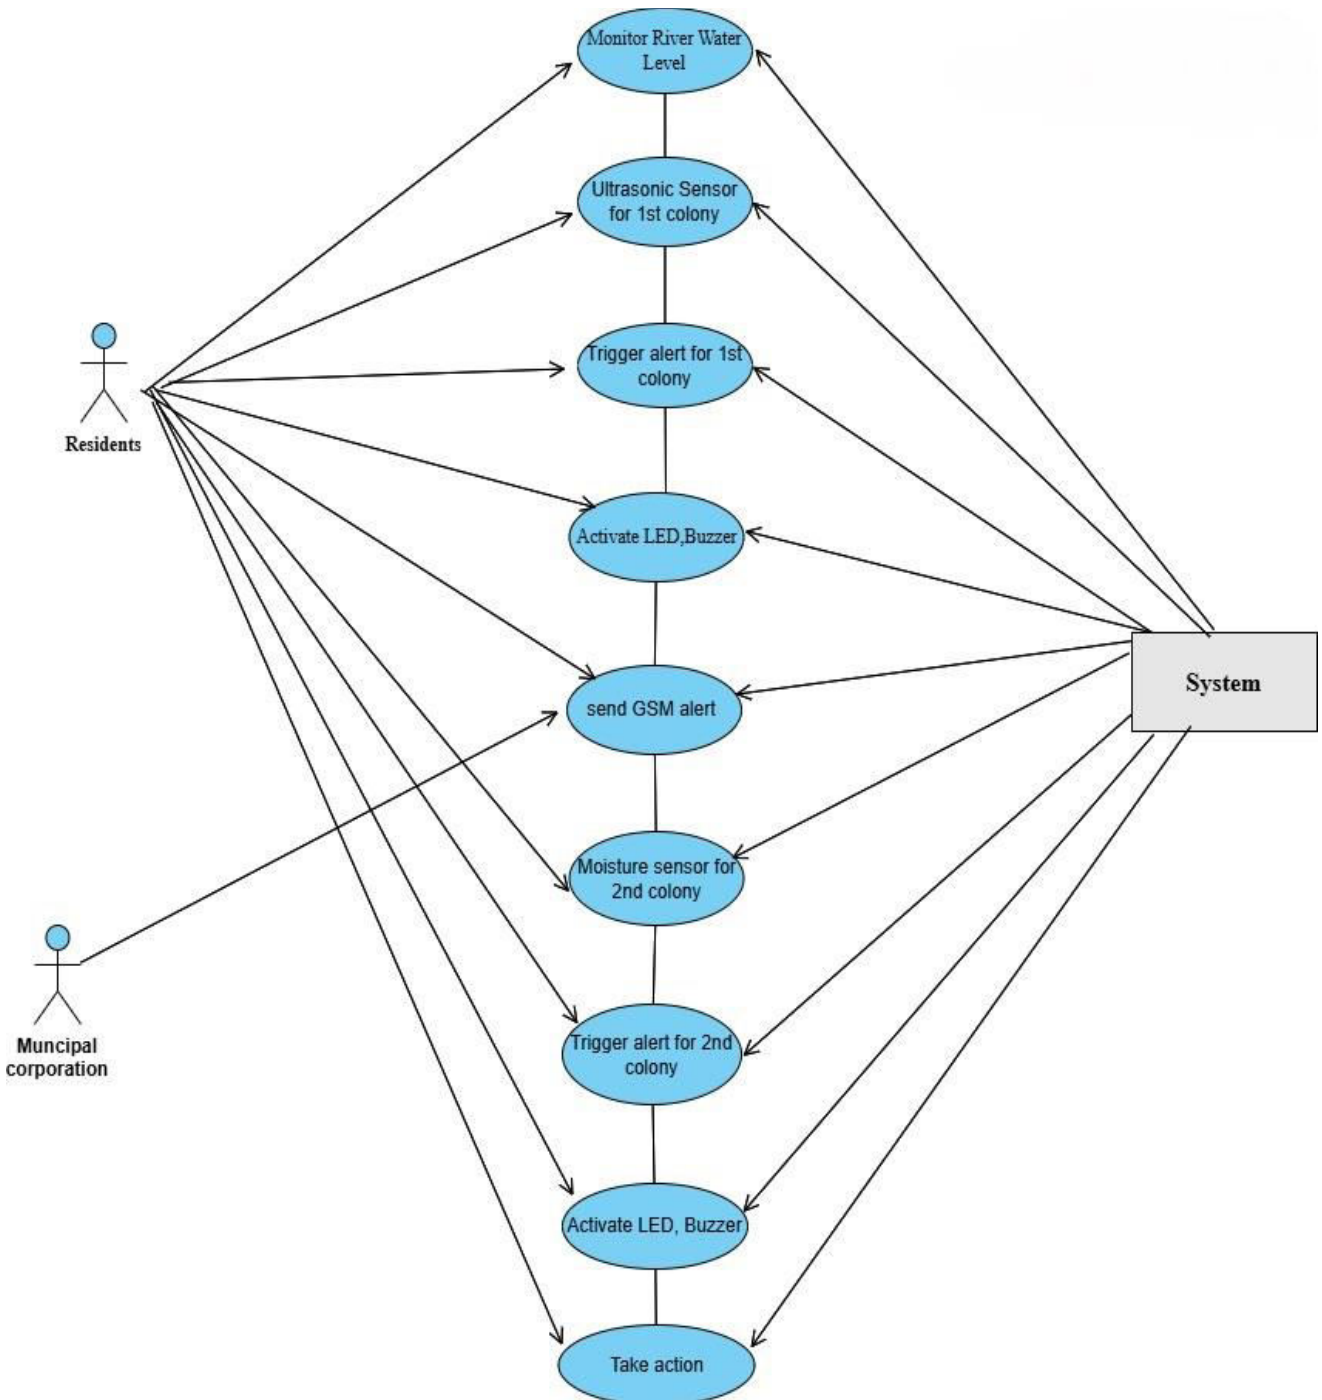 Monitor River Water
Level
Ultrasonic Sensor
for 1st colony
Trigger alert for 1st
colony
Residents
Activate LED,Buzzer
System
send GSM alert
Moisture sensor for
2nd colony
Muncipal
corporation
Trigger alert for 2nd
colony
Activate LED, Buzzer
Take action